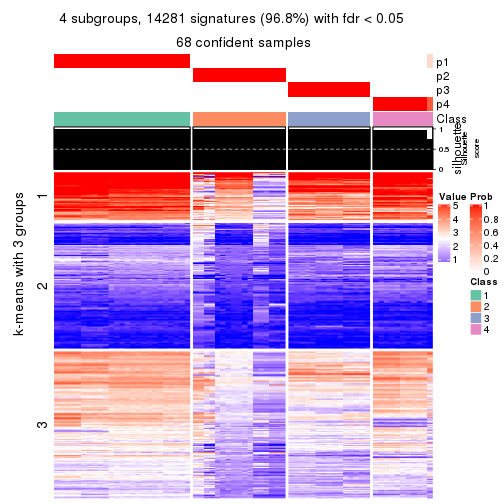 4 subgroups, 14281 signatures (96.8%) with fdr < 0.05
68 confident samples
p1
p2
p3
p4
Class
1
0.5
0
silhouette
silhouette
score
k-means with 3 groups
1
2
3
Value
5
4
3
2
1
Prob
1
0.8
0.6
0.4
0.2
0
Class
1
2
3
4